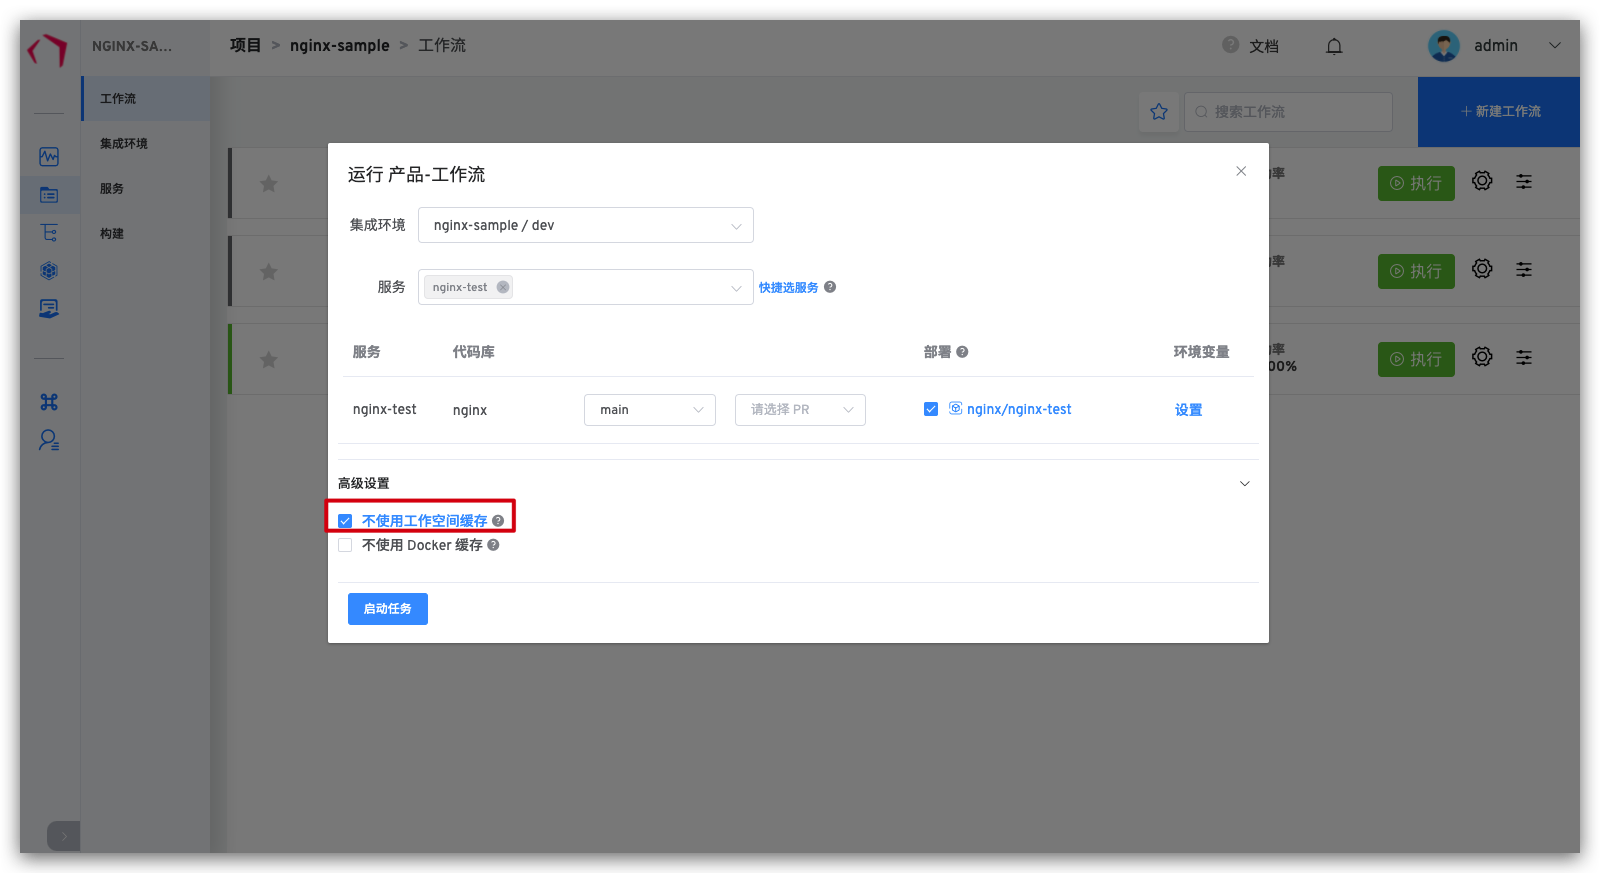 NGINX-SA...
项目 > nginx-sample > 工作流
? 文档
admin
工作流
集成环境
服务
构建
搜索工作流
+ 新建工作流
率
执行
率
执行
率
00%
执行
运行 产品-工作流
集成环境 nginx-sample / dev
服务 nginx-test 快捷选服务 ?
服务 代码库 部署 ? 环境变量
nginx-test nginx main 请选择 PR nginx/nginx-test 设置
高级设置
不使用工作空间缓存 ?
不使用 Docker 缓存 ?
启动任务